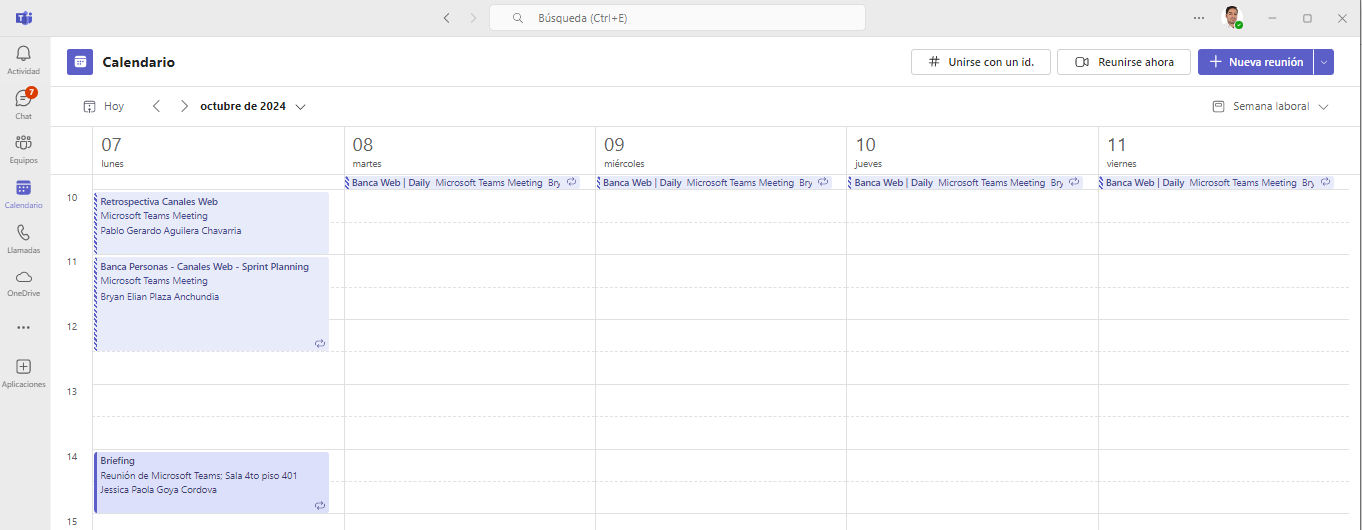 Búsqueda (Ctrl+E)
Actividad
7
Chat
Equipos
Calendario
Llamadas
OneDrive
Aplicaciones
Calendario
Unirse con un id.
Reunirse ahora
Nueva reunión
Hoy
octubre de 2024
Semana laboral
07
lunes
08
martes
09
miércoles
10
jueves
11
viernes
Banca Web | Daily Microsoft Teams Meeting Bry
Banca Web | Daily Microsoft Teams Meeting Bry
Banca Web | Daily Microsoft Teams Meeting Bry
Banca Web | Daily Microsoft Teams Meeting Bry
10
Retrospectiva Canales Web
Microsoft Teams Meeting
Pablo Gerardo Aguilera Chavarria
11
Banca Personas - Canales Web - Sprint Planning
Microsoft Teams Meeting
Bryan Elian Plaza Anchundia
12
13
14
Briefing
Reunión de Microsoft Teams; Sala 4to piso 401
Jessica Paola Goya Cordova
15